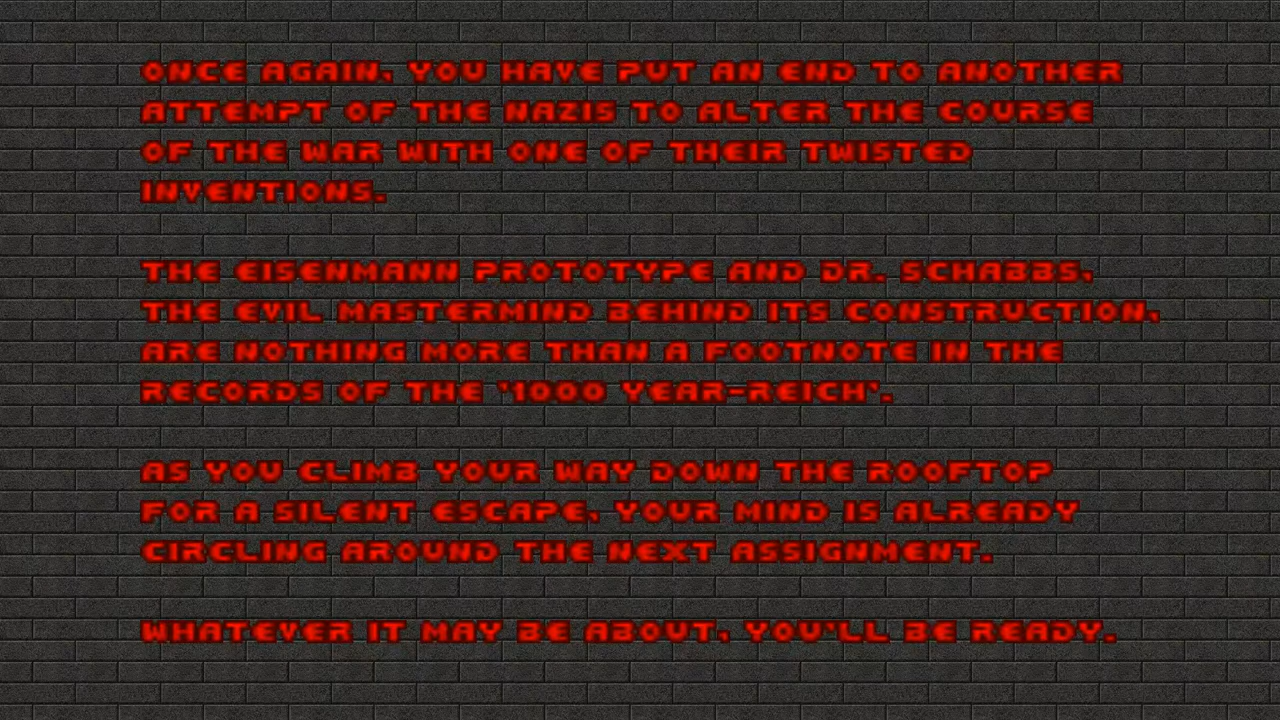 ONCE AGAIN, YOU HAVE PUT AN END TO ANOTHER
ATTEMPT OF THE NAZIS TO ALTER THE COURSE
OF THE WAR WITH ONE OF THEIR TWISTED
INVENTIONS.
THE EISENMANN PROTOTYPE AND DR. SCHABBS,
THE EVIL MASTERMIND BEHIND ITS CONSTRUCTION,
ARE NOTHING MORE THAN A FOOTNOTE IN THE
RECORDS OF THE '1000 YEAR-REICH'.
AS YOU CLIMB YOUR WAY DOWN THE ROOFTOP
FOR A SILENT ESCAPE, YOUR MIND IS ALREADY
CIRCLING AROUND THE NEXT ASSIGNMENT.
WHATEVER IT MAY BE ABOUT, YOU'LL BE READY.